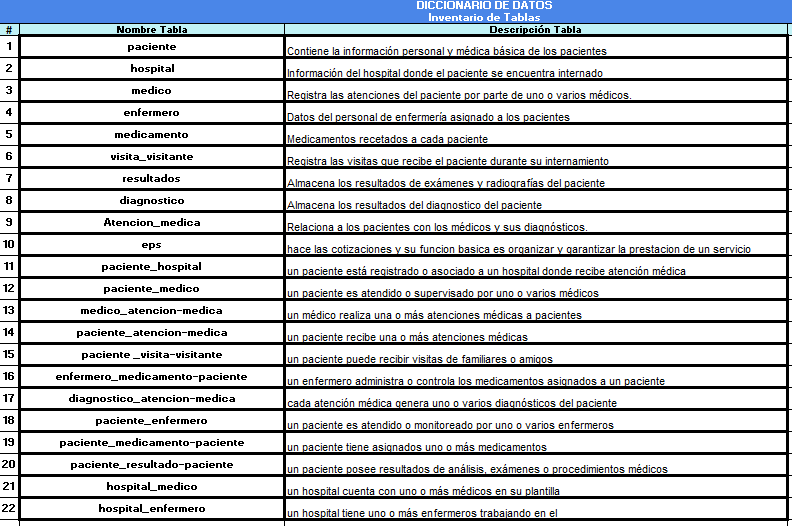 DICCIONARIO DE DATOS
Inventario de Tablas
# Nombre Tabla Descripción Tabla
1 paciente Contiene la información personal y médica básica de los pacientes
2 hospital Información del hospital donde el paciente se encuentra internado
3 medico Registra las atenciones del paciente por parte de uno o varios médicos.
4 enfermero Datos del personal de enfermería asignado a los pacientes
5 medicamento Medicamentos recetados a cada paciente
6 visita_visitante Registra las visitas que recibe el paciente durante su internamiento
7 resultados Almacena los resultados de exámenes y radiografías del paciente
8 diagnostico Almacena los resultados del diagnostico del paciente
9 Atencion_medica Relaciona a los pacientes con los médicos y sus diagnósticos.
10 eps hace las cotizaciones y su funcion basica es organizar y garantizar la prestacion de un servicio
11 paciente_hospital un paciente está registrado o asociado a un hospital donde recibe atención médica
12 paciente_medico un paciente es atendido o supervisado por uno o varios médicos
13 medico_atencion-medica un médico realiza una o más atenciones médicas a pacientes
14 paciente_atencion-medica un paciente recibe una o más atenciones médicas
15 paciente _visita-visitante un paciente puede recibir visitas de familiares o amigos
16 enfermero_medicamento-paciente un enfermero administra o controla los medicamentos asignados a un paciente
17 diagnostico_atencion-medica cada atención médica genera uno o varios diagnósticos del paciente
18 paciente_enfermero un paciente es atendido o monitoreado por uno o varios enfermeros
19 paciente_medicamento-paciente un paciente tiene asignados uno o más medicamentos
20 paciente_resultado-paciente un paciente posee resultados de análisis, exámenes o procedimientos médicos
21 hospital_medico un hospital cuenta con uno o más médicos en su plantilla
22 hospital_enfermero un hospital tiene uno o más enfermeros trabajando en el